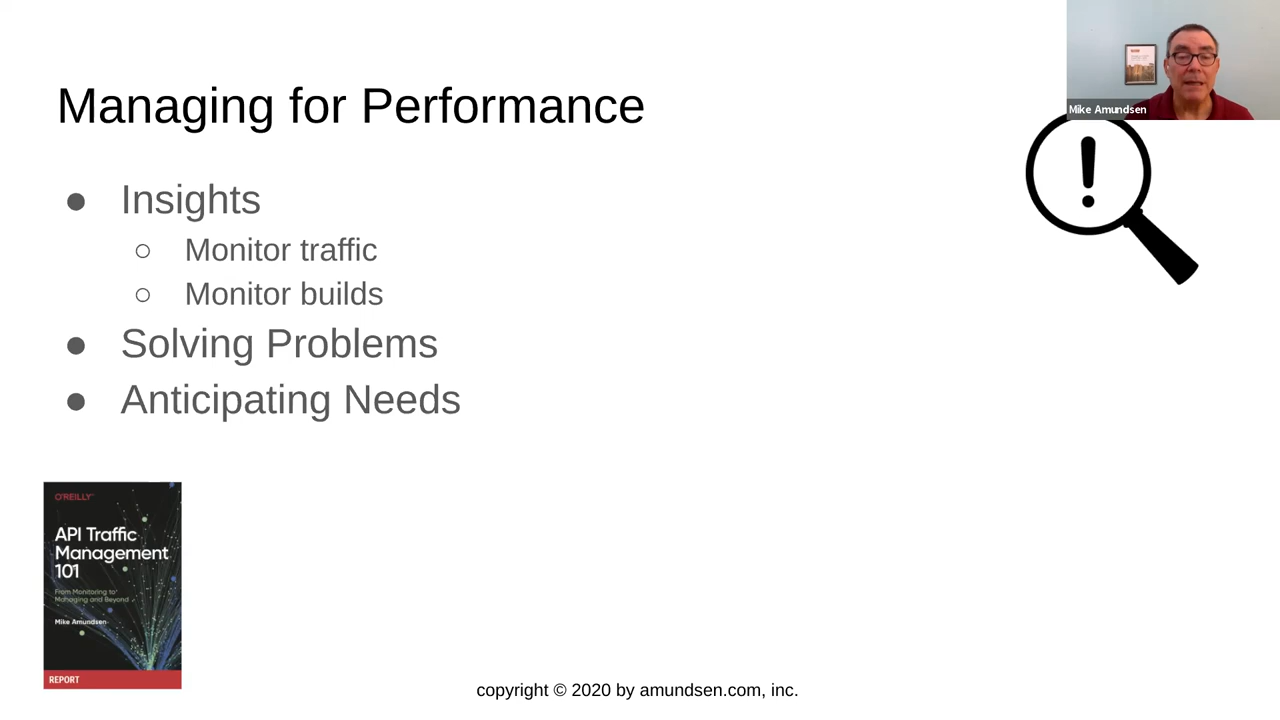 Managing for Performance
Mike Amundsen
● Insights
○ Monitor traffic
○ Monitor builds
● Solving Problems
● Anticipating Needs
O'REILLY
API Traffic
Management
101
From Monitoring to
Managing and Beyond
Mike Amundsen
REPORT
copyright © 2020 by amundsen.com, inc.